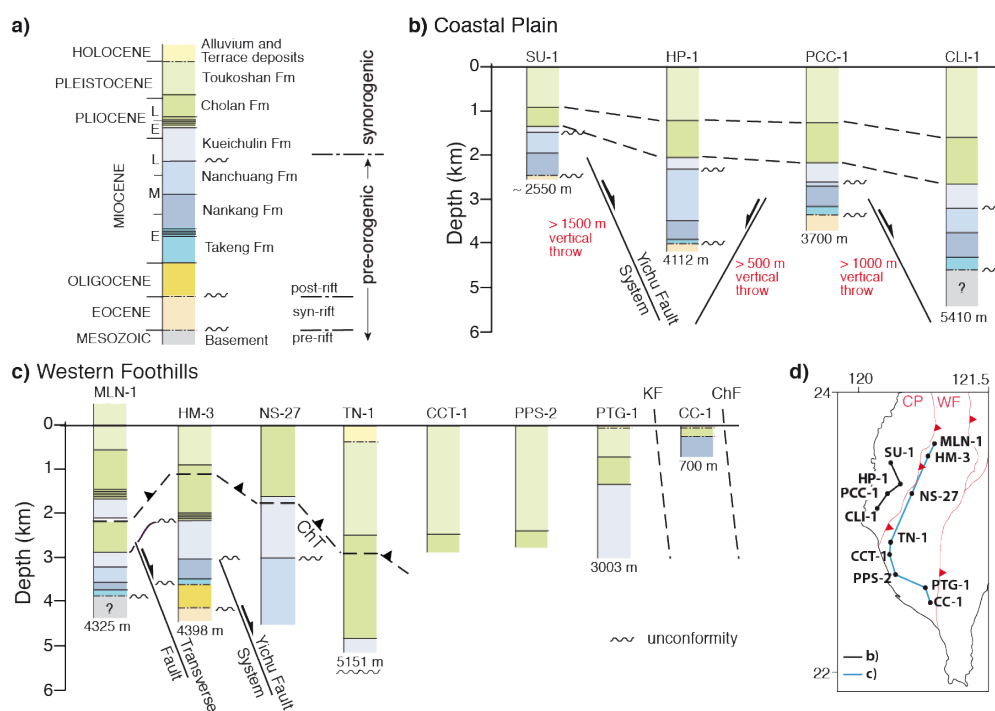 a)
HOLOCENE
Alluvium and
Terrace deposits
PLEISTOCENE
Toukoshan Fm
PLIOCENE
L
E
Cholan Fm
Kueichulin Fm
MIOCENE
L
M
E
Nanchuang Fm
Nankang Fm
Takeng Fm
OLIGOCENE
EOCENE
MESOZOIC
Basement
synorogenic
pre-orogenic
post-rift
syn-rift
pre-rift
b) Coastal Plain
SU-1
HP-1
PCC-1
CLI-1
Depth (km)
0
1
2
3
4
5
6
~ 2550 m
4112 m
3700 m
5410 m
> 1500 m
vertical
throw
Yichu Fault
System
> 500 m
vertical
throw
> 1000 m
vertical
throw
?
c) Western Foothills
MLN-1
HM-3
NS-27
TN-1
CCT-1
PPS-2
PTG-1
KF
CC-1
ChF
Depth (km)
0
1
2
3
4
5
6
ChT
700 m
3003 m
?
4325 m
4398 m
5151 m
Transverse
Fault
Yichu Fault
System
unconformity
d)
120
121.5
24
22
CP
WF
MLN-1
HM-3
SU-1
HP-1
PCC-1
NS-27
CLI-1
TN-1
CCT-1
PPS-2
PTG-1
CC-1
b)
c)